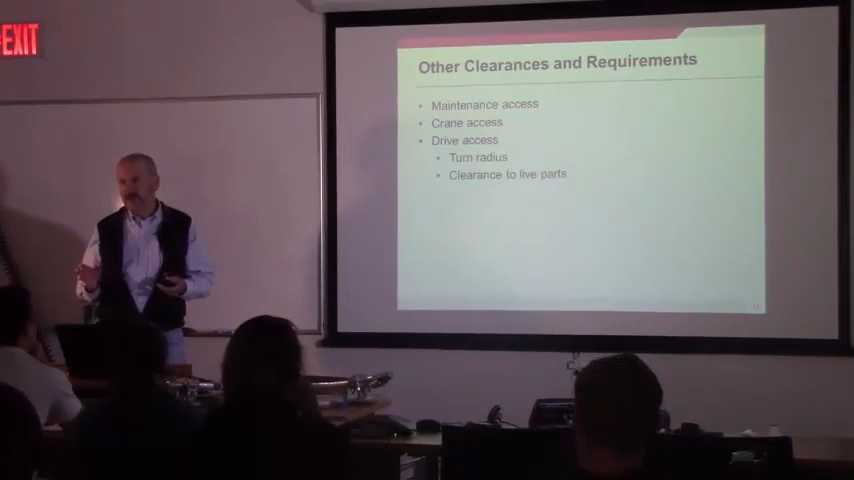 EXIT
Other Clearances and Requirements
• Maintenance access
• Crane access
• Drive access
• Turn radius
• Clearance to live parts